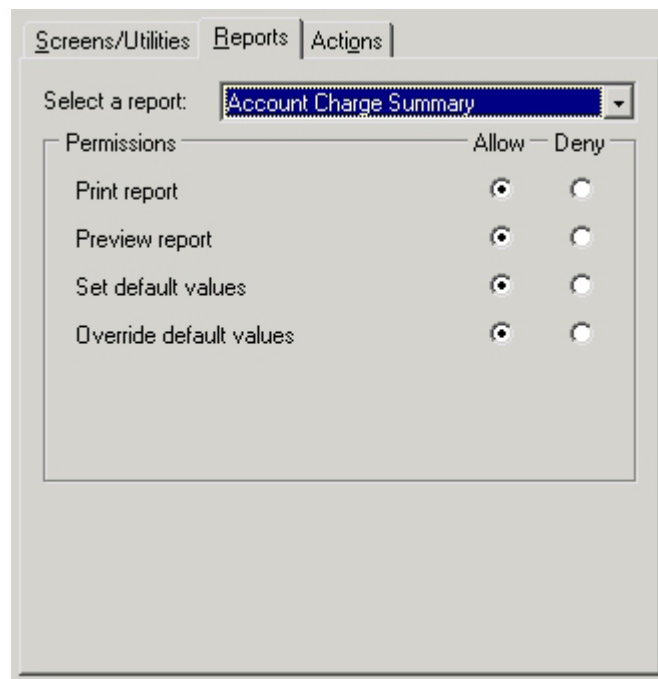 Screens/Utilities Reports Actions
Select a report: Account Charge Summary
Permissions Allow Deny
Print report
Preview report
Set default values
Override default values